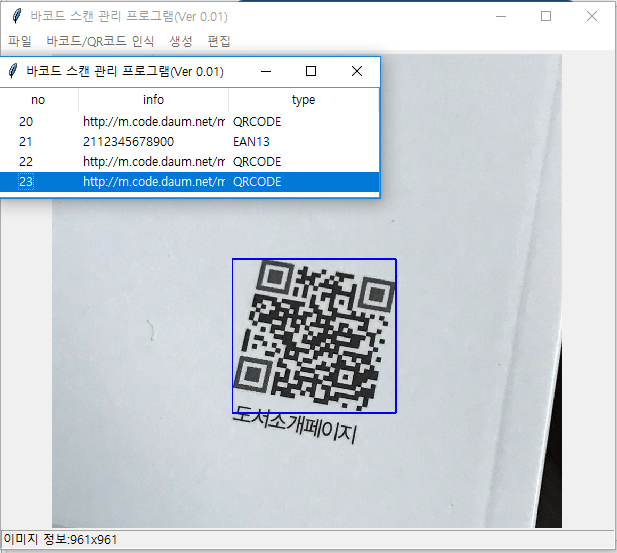 바코드 스캔 관리 프로그램(Ver 0.01)
파일 바코드/QR코드 인식 생성 편집
바코드 스캔 관리 프로그램(Ver 0.01)
no info type
20 http://m.code.daum.net/m QRCODE
21 2112345678900 EAN13
22 http://m.code.daum.net/m QRCODE
23 http://m.code.daum.net/m QRCODE
도서소개페이지
이미지 정보:961x961